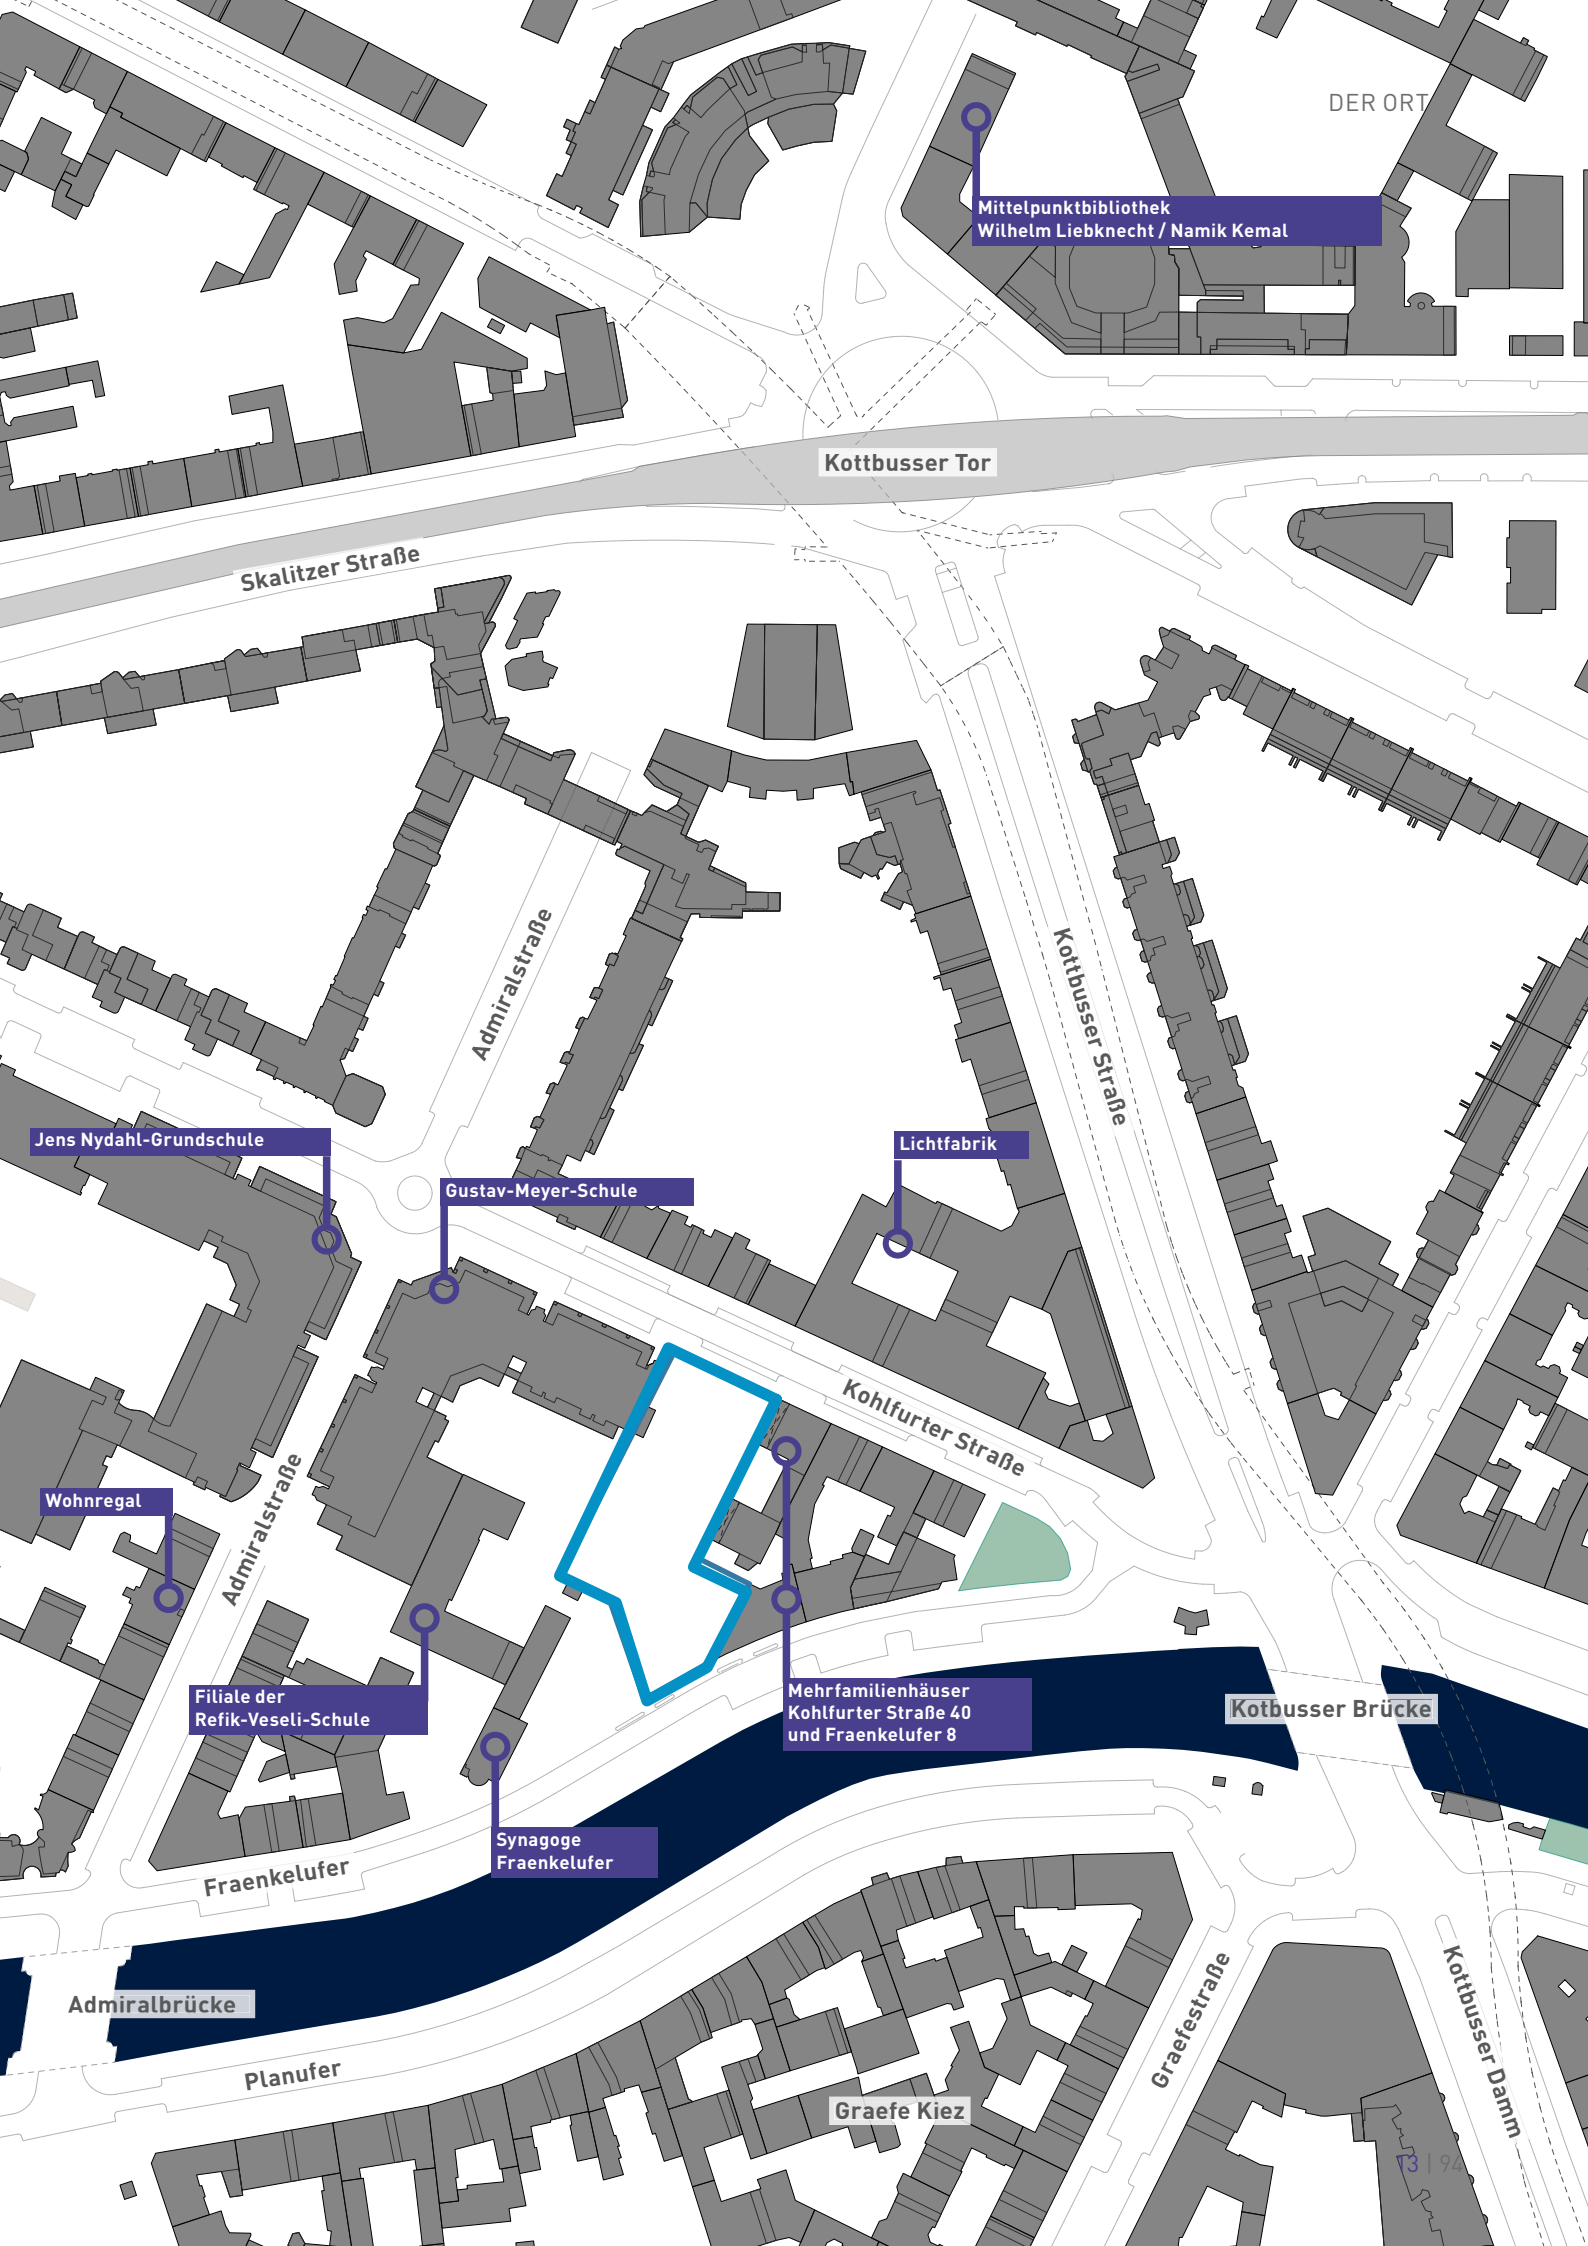 DER ORT
Mittelpunktbibliothek
Wilhelm Liebknecht / Namik Kemal
Kottbusser Tor
Skalitzer Straße
Admiralstraße
Kottbusser Straße
Jens Nydahl-Grundschule
Lichtfabrik
Gustav-Meyer-Schule
Kohlfurter Straße
Wohnregal
Admiralstraße
Filiale der
Refik-Veseli-Schule
Mehrfamilienhäuser
Kohlfurter Straße 40
und Fraenkelufer 8
Kotbusser Brücke
Synagoge
Fraenkelufer
Fraenkelufer
Admiralbrücke
Planufer
Graefestraße
Kottbusser Damm
Graefe Kiez
13 | 94